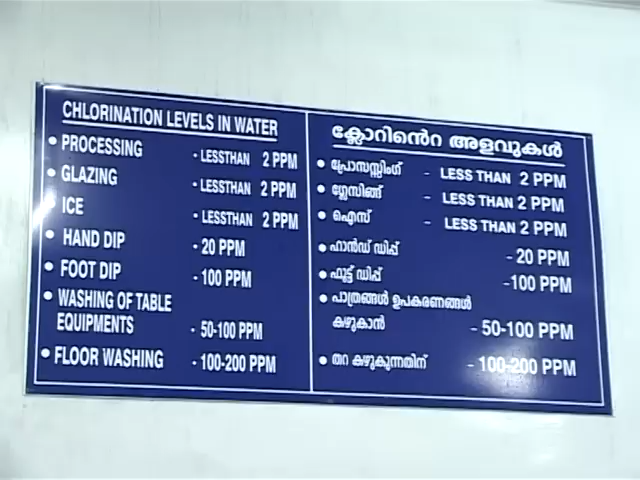 CHLORINATION LEVELS IN WATER
• PROCESSING - LESSTHAN 2 PPM
• GLAZING - LESSTHAN 2 PPM
• ICE - LESSTHAN 2 PPM
• HAND DIP - 20 PPM
• FOOT DIP - 100 PPM
• WASHING OF TABLE
EQUIPMENTS - 50-100 PPM
• FLOOR WASHING - 100-200 PPM
ക്ലോറിൻെറ അളവുകൾ
• പ്രോസസ്സിംഗ് - LESS THAN 2 PPM
• ഗ്ലേസിങ്ങ് - LESS THAN 2 PPM
• ഐസ് - LESS THAN 2 PPM
• ഹാൻഡ് ഡിപ്പ് - 20 PPM
• ഫൂട്ട് ഡിപ്പ് -100 PPM
• പാത്രങ്ങൾ ഉപകരണങ്ങൾ
കഴുകാൻ - 50-100 PPM
• തറ കഴുകുന്നതിന് - 100-200 PPM